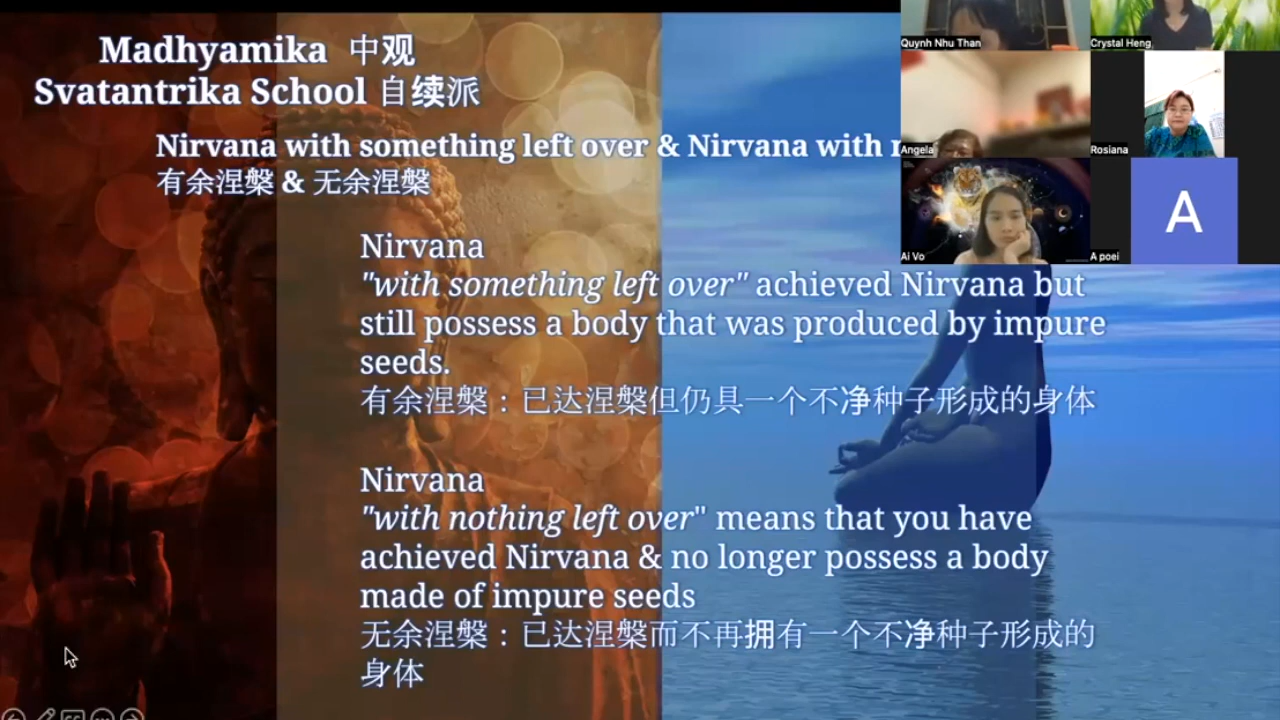 Madhyamika 中观
Svatantrika School 自续派
Nirvana with something left over & Nirvana with
有余涅槃 & 无余涅槃
Nirvana
"with something left over" achieved Nirvana but
still possess a body that was produced by impure
seeds.
有余涅槃：已达涅槃但仍具一个不净种子形成的身体
Nirvana
"with nothing left over" means that you have
achieved Nirvana & no longer possess a body
made of impure seeds
无余涅槃：已达涅槃而不再拥有一个不净种子形成的
身体
Quynh Nhu Than
Crystal Heng
Angela
Rosiana
Ai Vo
A
A poei